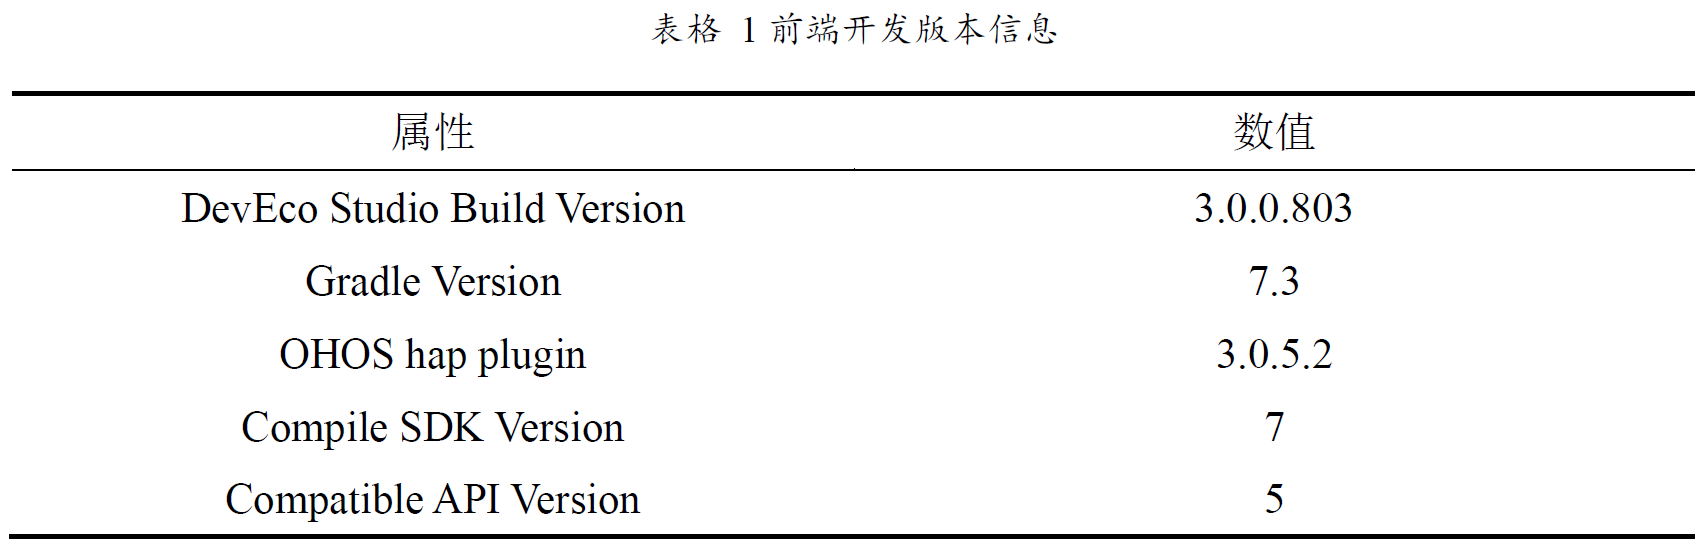 表格 1前端开发版本信息
属性 数值
DevEco Studio Build Version 3.0.0.803
Gradle Version 7.3
OHOS hap plugin 3.0.5.2
Compile SDK Version 7
Compatible API Version 5